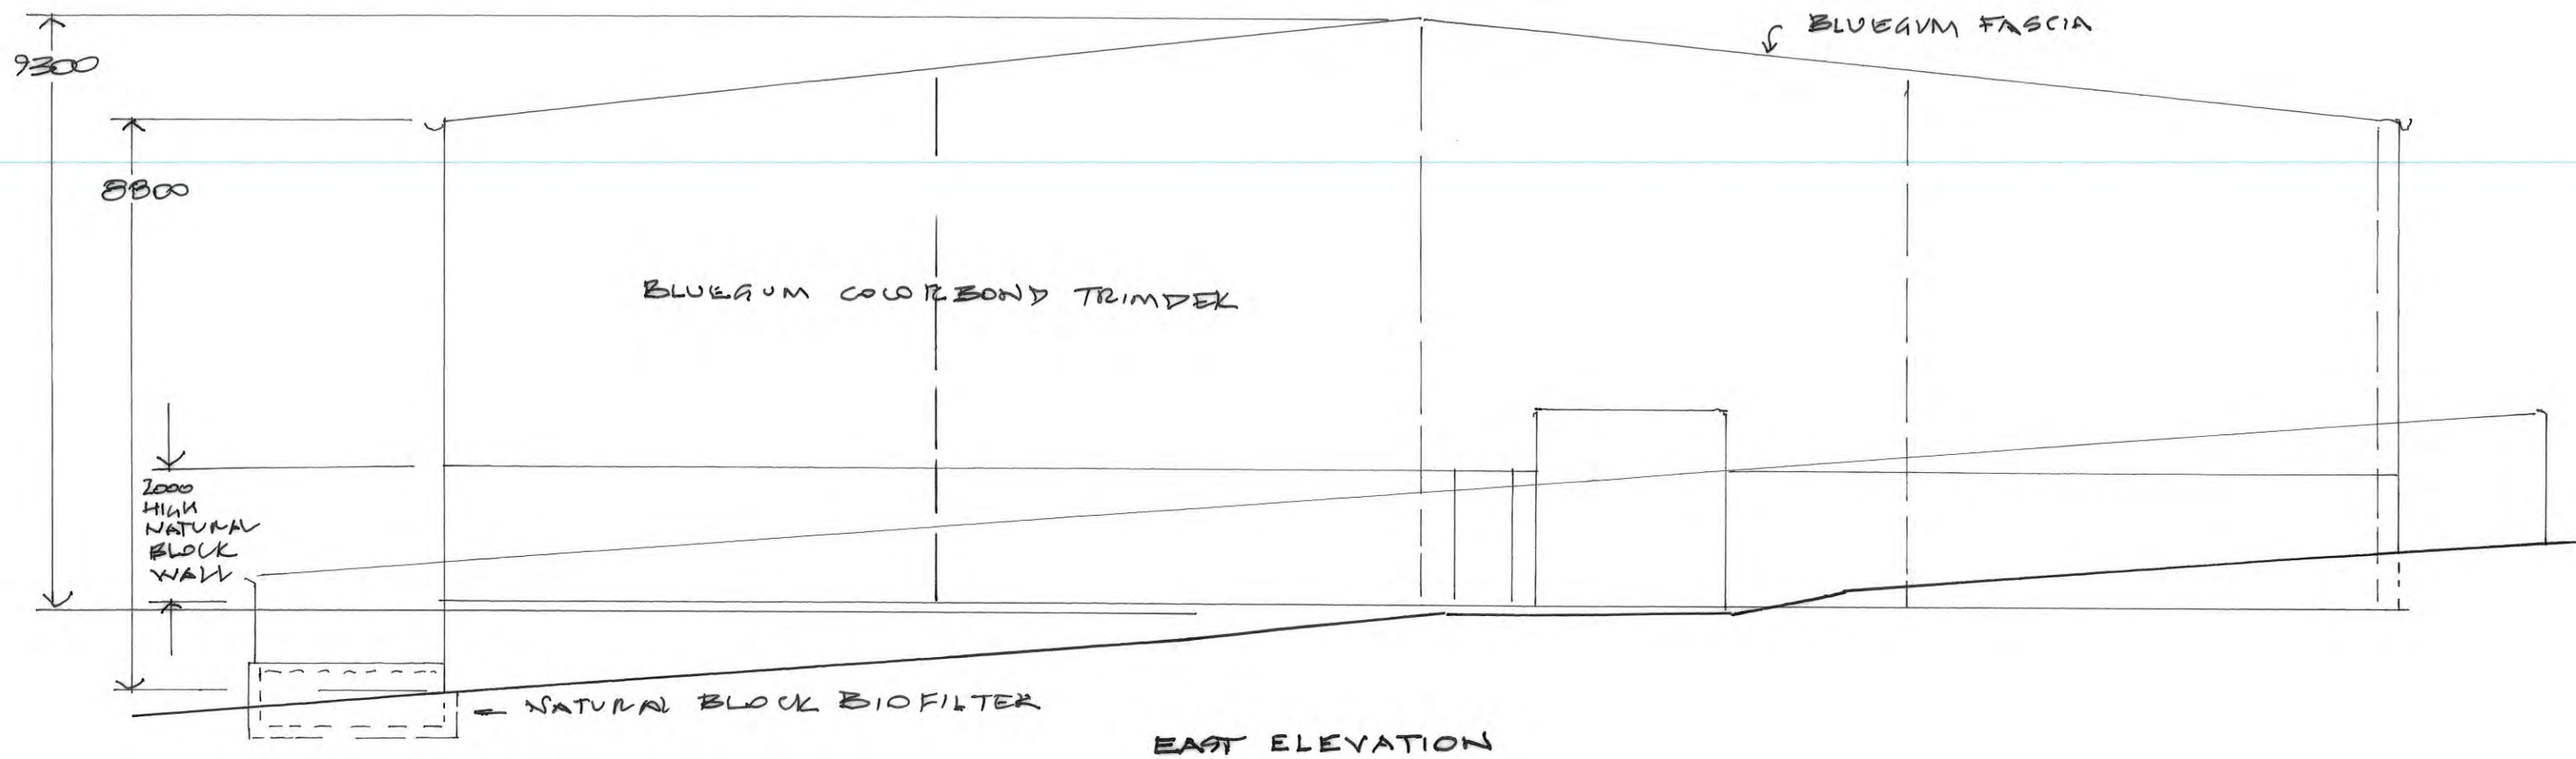 BLUEGUM FASCIA
9300
8800
BLUEGUM COLORBOND TRIMDEK
2000
HIGH
NATURAL
BLOCK
WALL
NATURAL BLOCK BIOFILTER
EAST ELEVATION